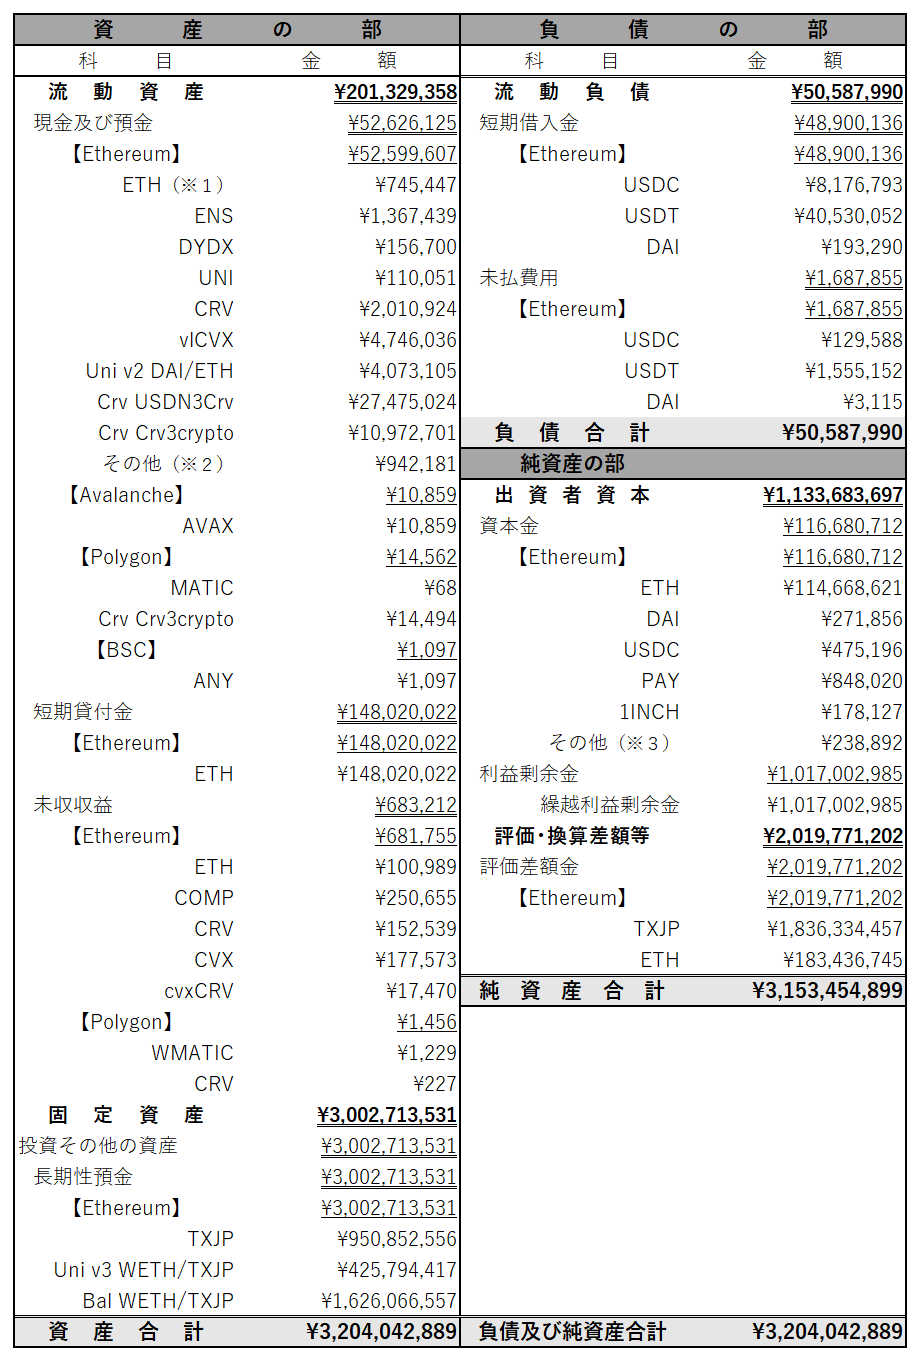 資産の部
科目 金額
流動資産 ¥201,329,358
現金及び預金 ¥52,626,125
【Ethereum】 ¥52,599,607
ETH（※１） ¥745,447
ENS ¥1,367,439
DYDX ¥156,700
UNI ¥110,051
CRV ¥2,010,924
vlCVX ¥4,746,036
Uni v2 DAI/ETH ¥4,073,105
Crv USDN3Crv ¥27,475,024
Crv Crv3crypto ¥10,972,701
その他（※２） ¥942,181
【Avalanche】 ¥10,859
AVAX ¥10,859
【Polygon】 ¥14,562
MATIC ¥68
Crv Crv3crypto ¥14,494
【BSC】 ¥1,097
ANY ¥1,097
短期貸付金 ¥148,020,022
【Ethereum】 ¥148,020,022
ETH ¥148,020,022
未収収益 ¥683,212
【Ethereum】 ¥681,755
ETH ¥100,989
COMP ¥250,655
CRV ¥152,539
CVX ¥177,573
cvxCRV ¥17,470
【Polygon】 ¥1,456
WMATIC ¥1,229
CRV ¥227
固定資産 ¥3,002,713,531
投資その他の資産 ¥3,002,713,531
長期性預金 ¥3,002,713,531
【Ethereum】 ¥3,002,713,531
TXJP ¥950,852,556
Uni v3 WETH/TXJP ¥425,794,417
Bal WETH/TXJP ¥1,626,066,557
資産合計 ¥3,204,042,889
負債の部
科目 金額
流動負債 ¥50,587,990
短期借入金 ¥48,900,136
【Ethereum】 ¥48,900,136
USDC ¥8,176,793
USDT ¥40,530,052
DAI ¥193,290
未払費用 ¥1,687,855
【Ethereum】 ¥1,687,855
USDC ¥129,588
USDT ¥1,555,152
DAI ¥3,115
負債合計 ¥50,587,990
純資産の部
出資者資本 ¥1,133,683,697
資本金 ¥116,680,712
【Ethereum】 ¥116,680,712
ETH ¥114,668,621
DAI ¥271,856
USDC ¥475,196
PAY ¥848,020
1INCH ¥178,127
その他（※３） ¥238,892
利益剰余金 ¥1,017,002,985
繰越利益剰余金 ¥1,017,002,985
評価・換算差額等 ¥2,019,771,202
評価差額金 ¥2,019,771,202
【Ethereum】 ¥2,019,771,202
TXJP ¥1,836,334,457
ETH ¥183,436,745
純資産合計 ¥3,153,454,899
負債及び純資産合計 ¥3,204,042,889